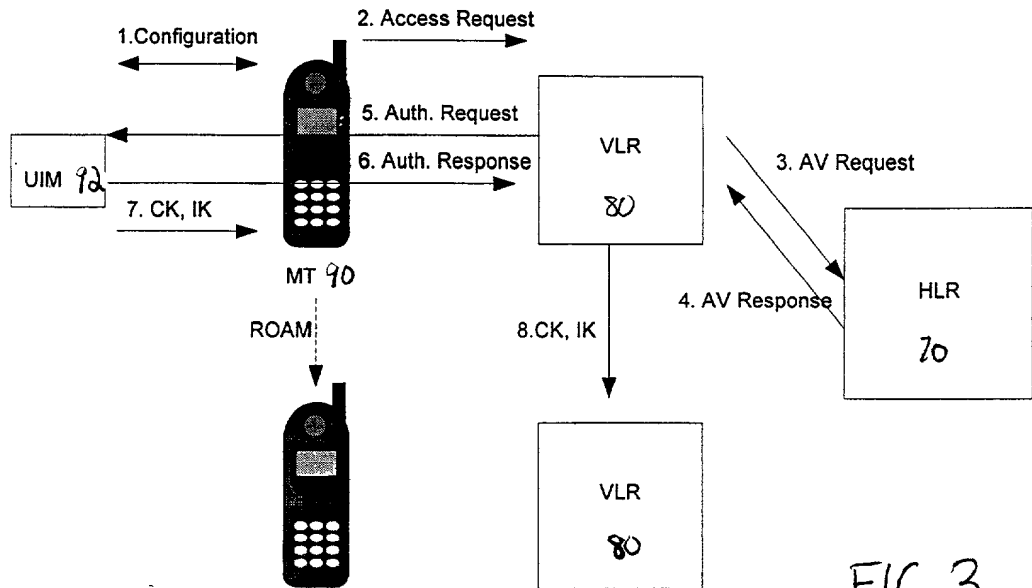 1.Configuration
2. Access Request
5. Auth. Request
6. Auth. Response
UIM 92
7. CK, IK
MT 90
VLR
80
3. AV Request
4. AV Response
HLR
70
ROAM
8.CK, IK
VLR
80
FIG 3